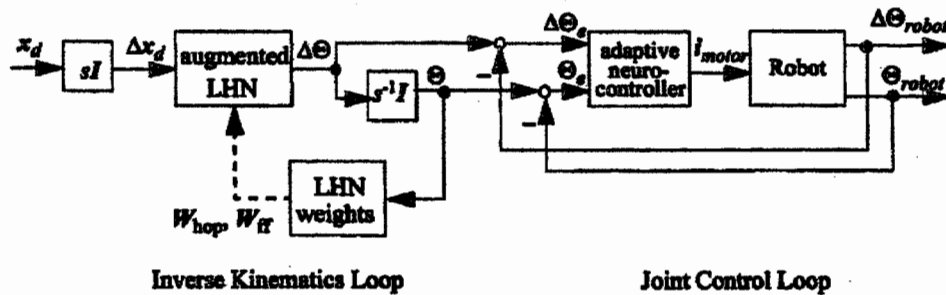 x_d
sI
Δx_d
augmented
LHN
ΔΘ
s^{-1}I
Θ
LHN
weights
W_hop, W_ff
−
−
ΔΘ_e
Θ_e
adaptive
neuro-
controller
i_motor
Robot
ΔΘ_robot
Θ_robot
Inverse Kinematics Loop
Joint Control Loop